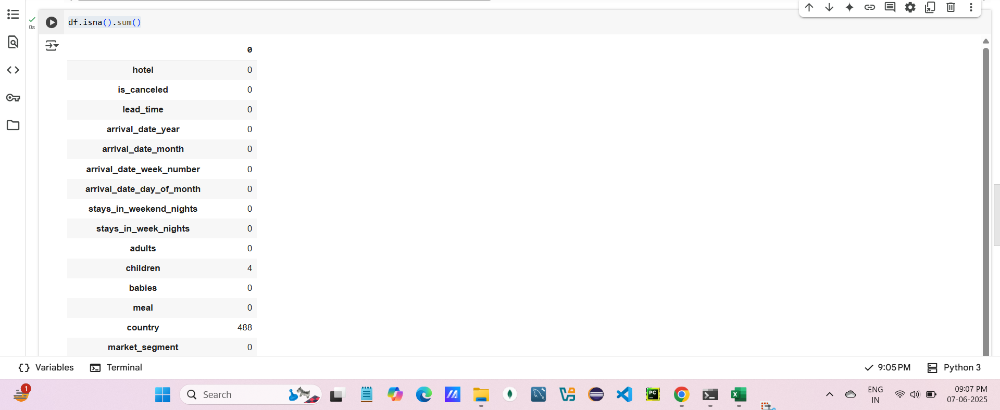 0s
df.isna().sum()
0
hotel 0
is_canceled 0
lead_time 0
arrival_date_year 0
arrival_date_month 0
arrival_date_week_number 0
arrival_date_day_of_month 0
stays_in_weekend_nights 0
stays_in_week_nights 0
adults 0
children 4
babies 0
meal 0
country 488
market_segment 0
{} Variables Terminal 9:05 PM Python 3
1
Search
PC
ENG
IN
09:07 PM
07-06-2025